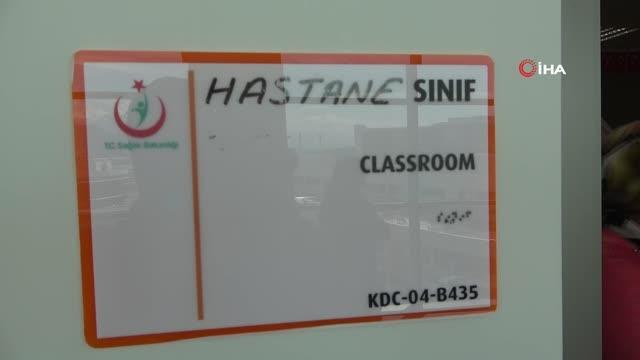 İHA
HASTANE SINIF
T.C. Sağlık Bakanlığı
CLASSROOM
KDC-04-B435